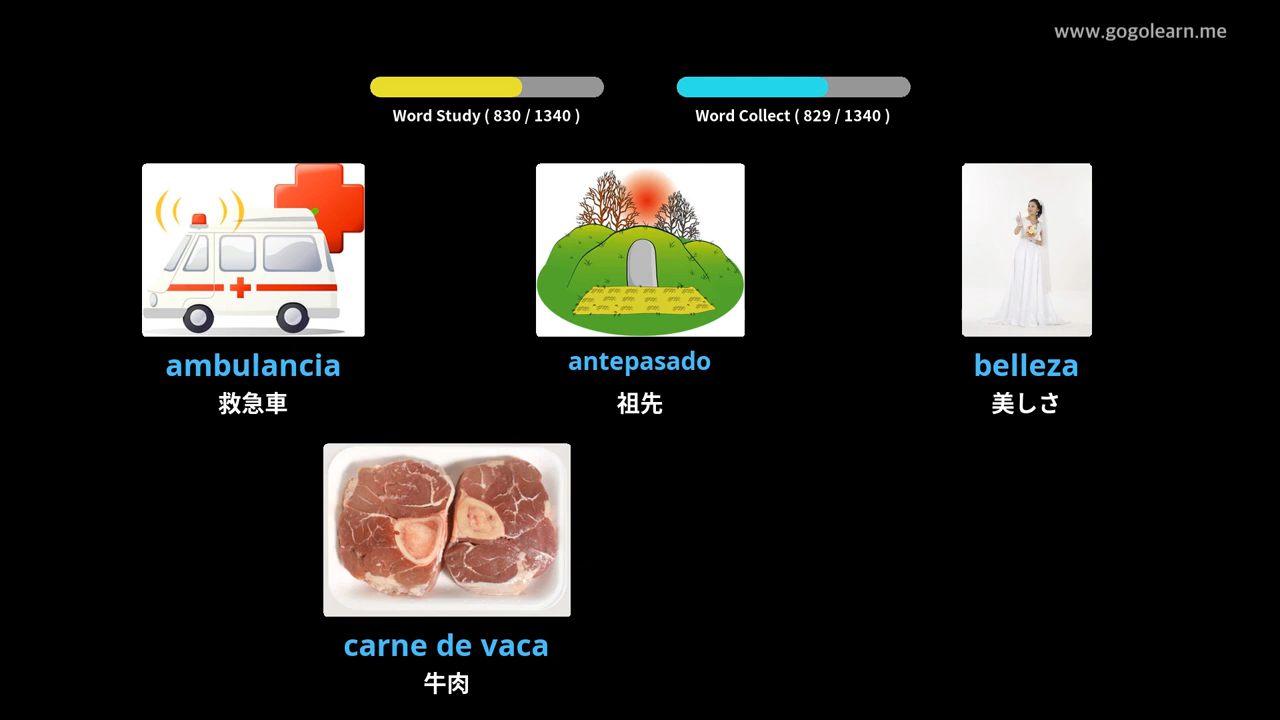 www.gogolearn.me
Word Study ( 830 / 1340 )
Word Collect ( 829 / 1340 )
ambulancia
救急車
antepasado
祖先
belleza
美しさ
carne de vaca
牛肉